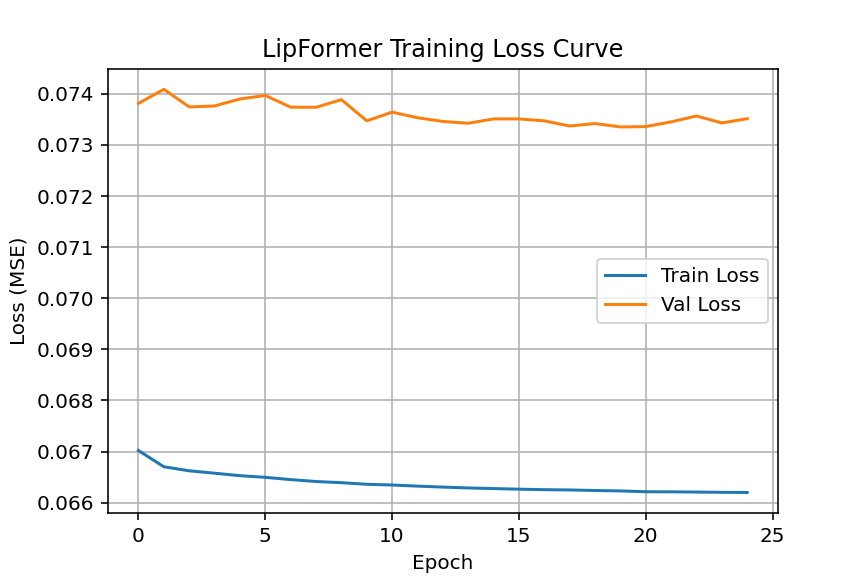 LipFormer Training Loss Curve
0.074
0.073
0.072
0.071
0.070
0.069
0.068
0.067
0.066
Loss (MSE)
Train Loss
Val Loss
0 5 10 15 20 25
Epoch